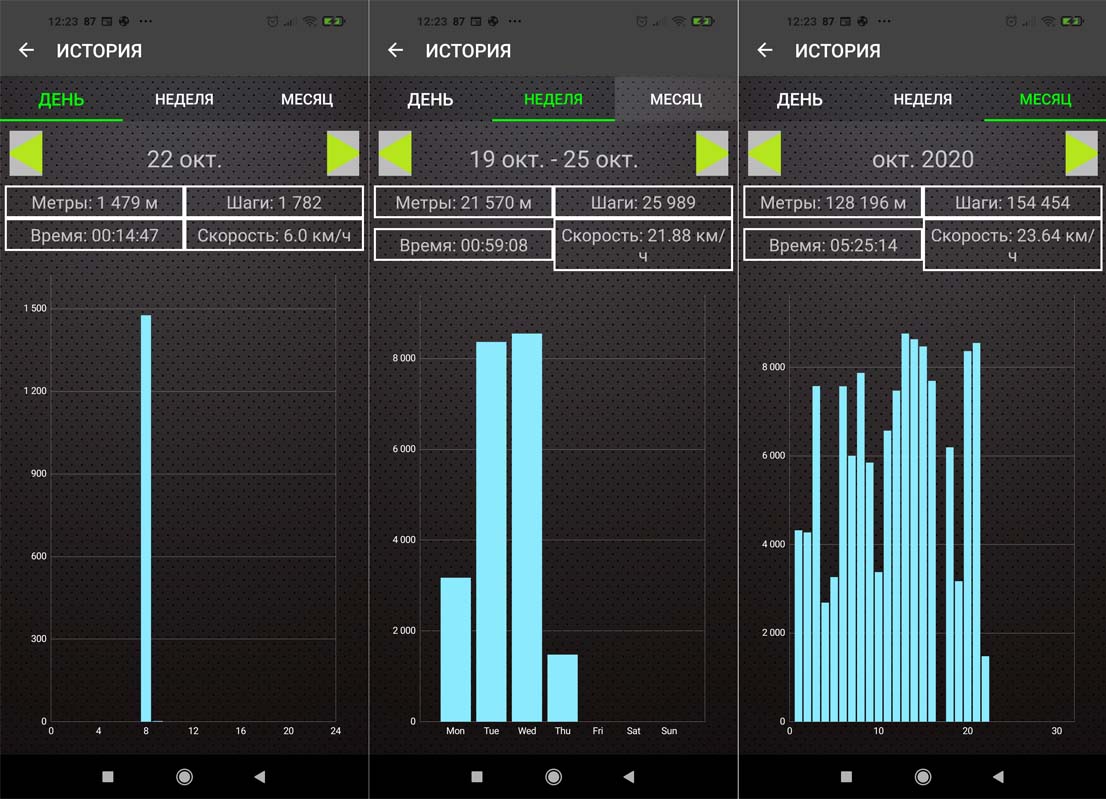 12:23 87 •••
ИСТОРИЯ
ДЕНЬ НЕДЕЛЯ МЕСЯЦ
22 окт.
Метры: 1 479 м Шаги: 1 782
Время: 00:14:47 Скорость: 6.0 км/ч
1 500
1 200
900
600
300
0
0 4 8 12 16 20 24
12:23 87 •••
ИСТОРИЯ
ДЕНЬ НЕДЕЛЯ МЕСЯЦ
19 окт. - 25 окт.
Метры: 21 570 м Шаги: 25 989
Время: 00:59:08 Скорость: 21.88 км/
ч
8 000
6 000
4 000
2 000
0
Mon Tue Wed Thu Fri Sat Sun
12:23 87 •••
ИСТОРИЯ
ДЕНЬ НЕДЕЛЯ МЕСЯЦ
окт. 2020
Метры: 128 196 м Шаги: 154 454
Время: 05:25:14 Скорость: 23.64 км/
ч
8 000
6 000
4 000
2 000
0
0 10 20 30